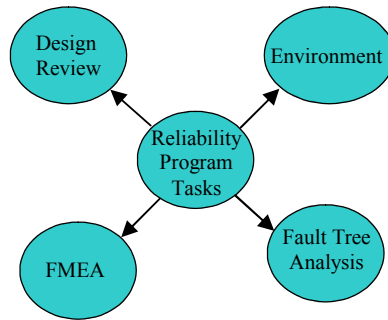 Design
Review
Environment
Reliability
Program
Tasks
FMEA
Fault Tree
Analysis